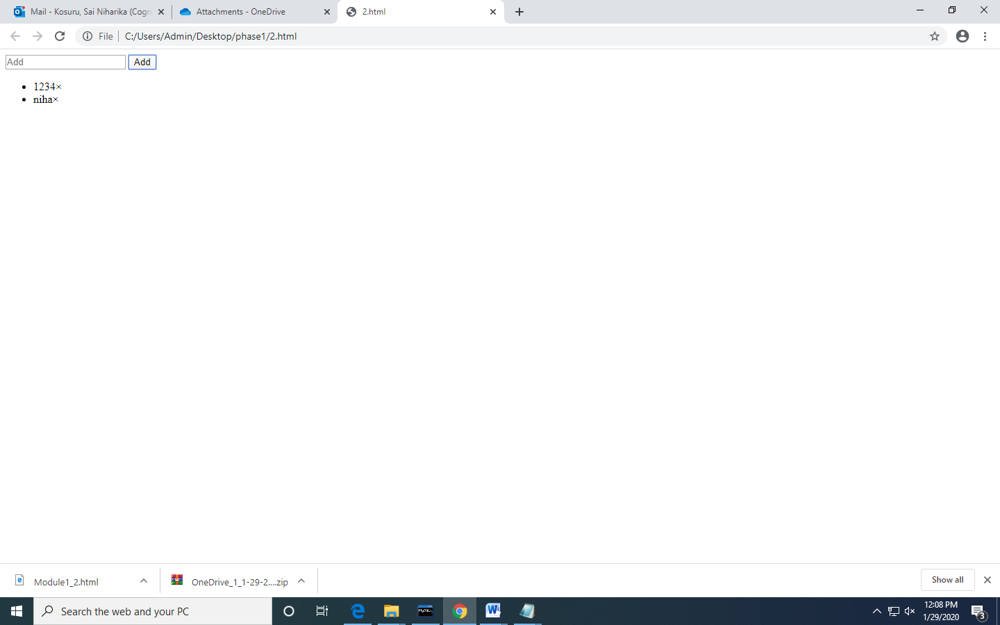 Mail - Kosuru, Sai Niharika (Cogn
Attachments - OneDrive
2.html
File
C:/Users/Admin/Desktop/phase1/2.html
Add Add
1234×
niha×
Module1_2.html
OneDrive_1_1-29-2....zip
Show all
Search the web and your PC
MySQL
12:08 PM
1/29/2020
3